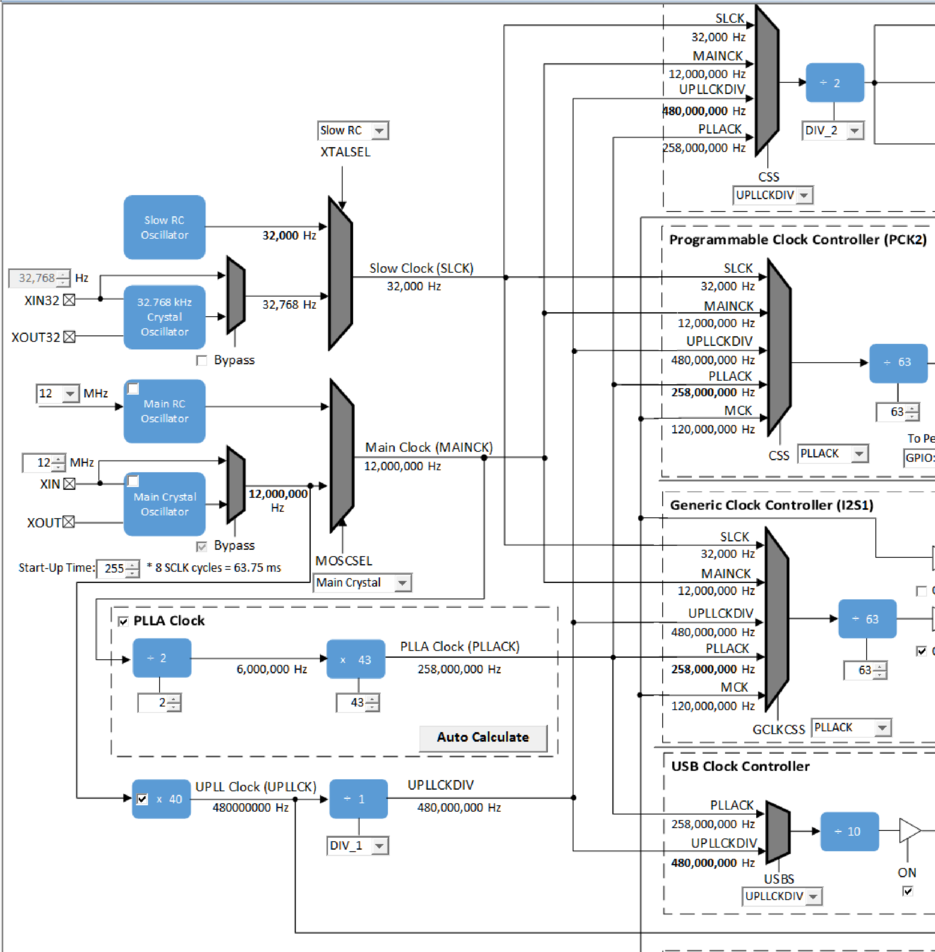 SLCK
32,000 Hz
MAINCK
12,000,000 Hz
UPLLCKDIV
480,000,000 Hz
PLLACK
258,000,000 Hz
÷ 2
DIV_2
CSS
UPLLCKDIV
Slow RC
XTALSEL
Slow RC
Oscillator
32,000 Hz
32,768 Hz
XIN32
32.768 kHz
Crystal
Oscillator
XOUT32
32,768 Hz
Bypass
Slow Clock (SLCK)
32,000 Hz
12 MHz
Main RC
Oscillator
12 MHz
XIN
Main Crystal
Oscillator
XOUT
12,000,000
Hz
Bypass
Main Clock (MAINCK)
12,000,000 Hz
Start-Up Time: 255 * 8 SCLK cycles = 63.75 ms
MOSCSEL
Main Crystal
Programmable Clock Controller (PCK2)
SLCK
32,000 Hz
MAINCK
12,000,000 Hz
UPLLCKDIV
480,000,000 Hz
PLLACK
258,000,000 Hz
MCK
120,000,000 Hz
÷ 63
63
CSS PLLACK
To Pe
GPIO:
Generic Clock Controller (I2S1)
SLCK
32,000 Hz
MAINCK
12,000,000 Hz
UPLLCKDIV
480,000,000 Hz
PLLACK
258,000,000 Hz
MCK
120,000,000 Hz
÷ 63
63
GCLKCSS PLLACK
PLLA Clock
÷ 2
2
6,000,000 Hz
x 43
43
PLLA Clock (PLLACK)
258,000,000 Hz
Auto Calculate
x 40
UPLL Clock (UPLLCK)
480000000 Hz
÷ 1
DIV_1
UPLLCKDIV
480,000,000 Hz
USB Clock Controller
PLLACK
258,000,000 Hz
UPLLCKDIV
480,000,000 Hz
÷ 10
USBS
UPLLCKDIV
ON